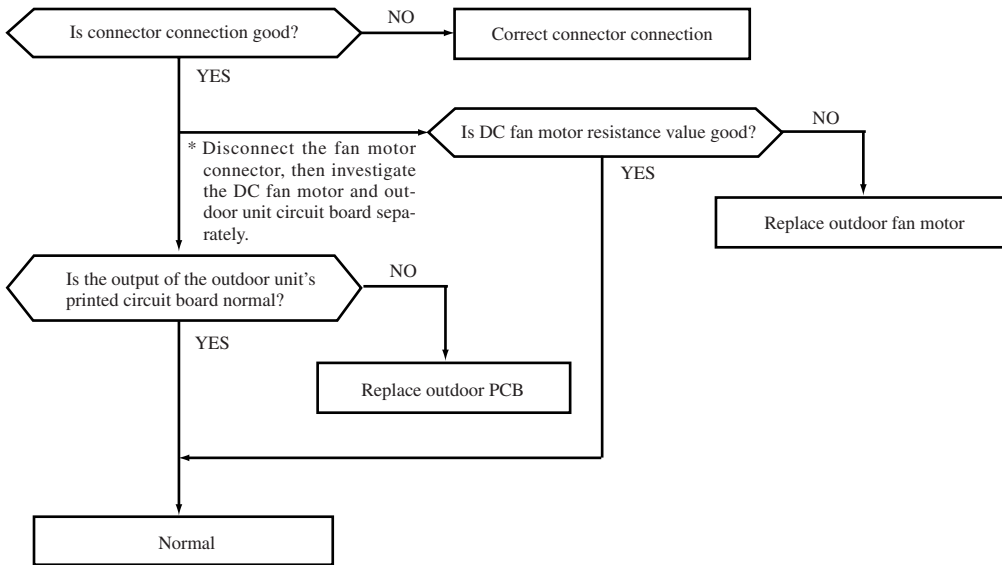 Is connector connection good?
NO
Correct connector connection
YES
Is DC fan motor resistance value good?
NO
* Disconnect the fan motor
connector, then investigate
the DC fan motor and out-
door unit circuit board sepa-
rately.
YES
Replace outdoor fan motor
Is the output of the outdoor unit's
printed circuit board normal?
NO
YES
Replace outdoor PCB
Normal